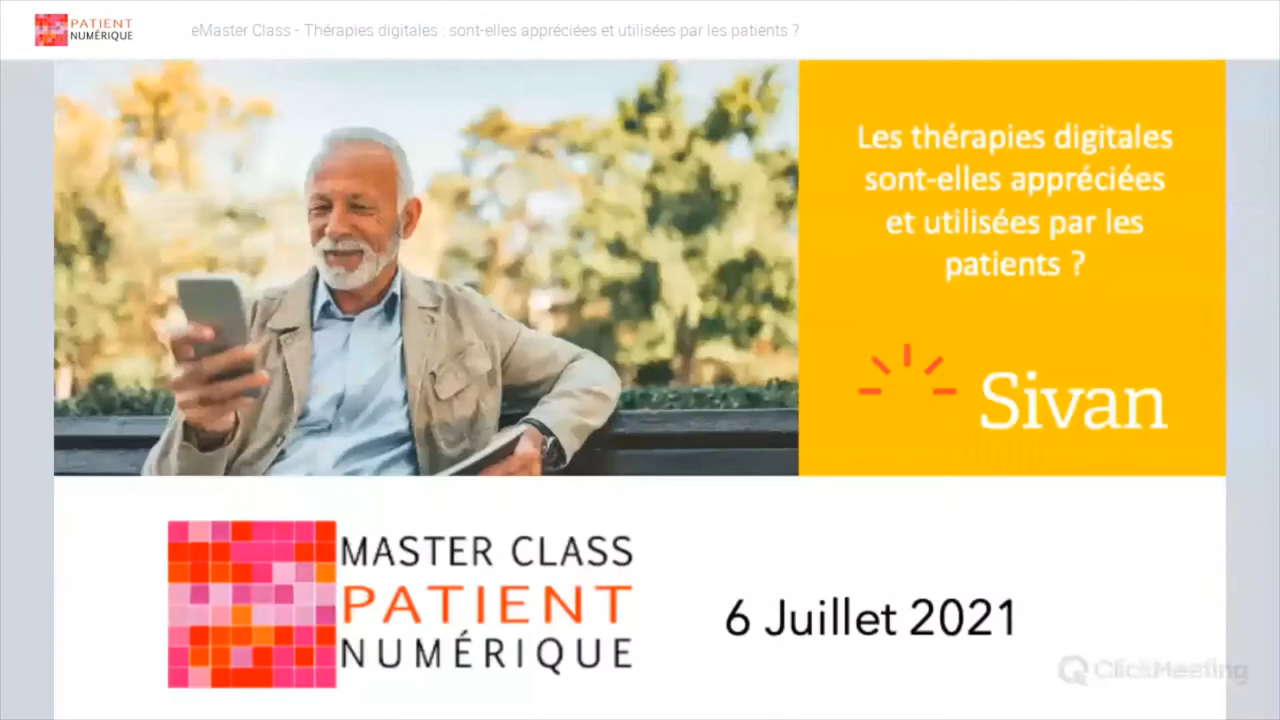 PATIENT
NUMÉRIQUE
eMaster Class - Thérapies digitales : sont-elles appréciées et utilisées par les patients ?
Les thérapies digitales
sont-elles appréciées
et utilisées par les
patients ?
Sivan
MASTER CLASS
PATIENT
NUMÉRIQUE
6 Juillet 2021
ClickMeeting